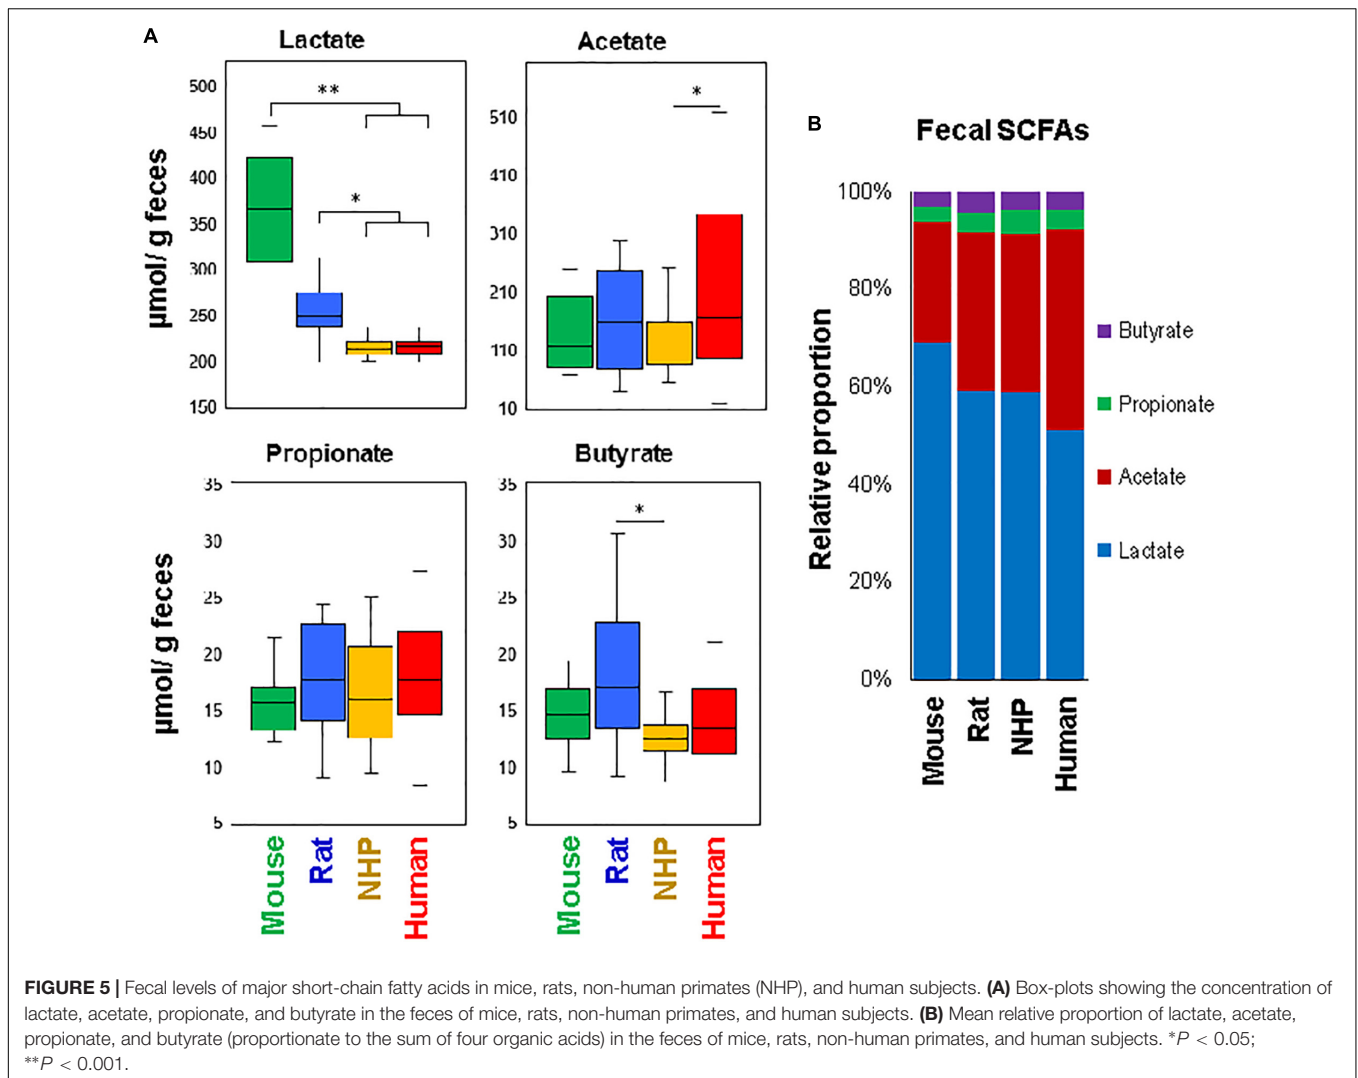 A
Lactate
Acetate
**
*
*
500
450
400
350
300
250
200
150
µmol/ g feces
510
410
310
210
110
10
Propionate
Butyrate
*
35
30
25
20
15
10
5
µmol/ g feces
35
30
25
20
15
10
5
Mouse
Rat
NHP
Human
Mouse
Rat
NHP
Human
B
Fecal SCFAs
100%
80%
60%
40%
20%
0%
Relative proportion
Butyrate
Propionate
Acetate
Lactate
Mouse
Rat
NHP
Human
FIGURE 5 | Fecal levels of major short-chain fatty acids in mice, rats, non-human primates (NHP), and human subjects. (A) Box-plots showing the concentration of
lactate, acetate, propionate, and butyrate in the feces of mice, rats, non-human primates, and human subjects. (B) Mean relative proportion of lactate, acetate,
propionate, and butyrate (proportionate to the sum of four organic acids) in the feces of mice, rats, non-human primates, and human subjects. *P < 0.05;
**P < 0.001.